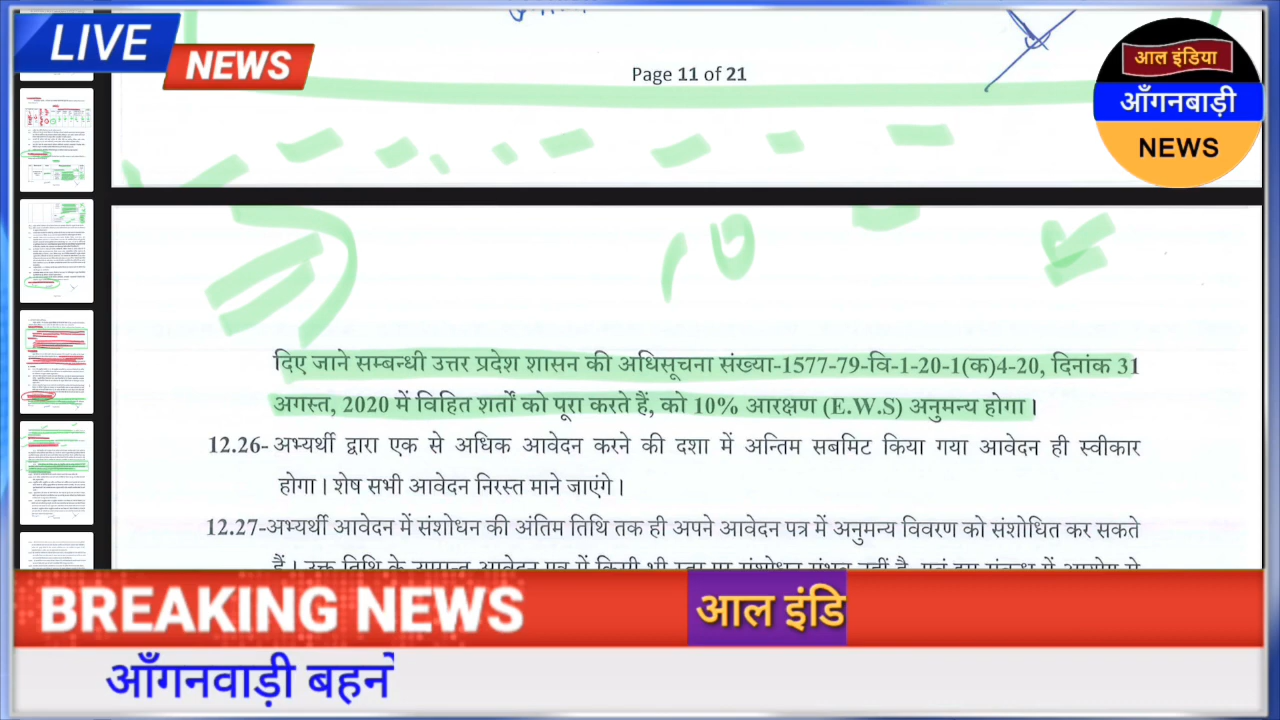 LIVE
NEWS
Page 11 of 21
आल इंडिया
आँगनबाड़ी
NEWS
दिए जाने सम्बन्धी उत्तर प्रदेश शासन की अधिसूचना संख्या-1577-79-वि-1-20-1(क)4-20, दिनांक 31
अगस्त, 2020 में विहित शर्तों को पूरा करते हैं, को 10% आरक्षण (E.W.S) अनुमन्य होगा।
12.26- अभ्यर्थी द्वारा एक से अधिक आवेदन करने की दशा में अन्तिम सबमिट किया गया आवेदन ही स्वीकार
होगा। शेष सभी आवेदन निरस्त माने जाएंगे।
12.27-अभ्यर्थी आवेदन में संशोधन की अंतिम तिथि तक ही अपने आवेदन पत्र में अनुमन्य विवरण को संशोधित कर सकते
BREAKING NEWS
आल इंडि
आँगनवाड़ी बहने